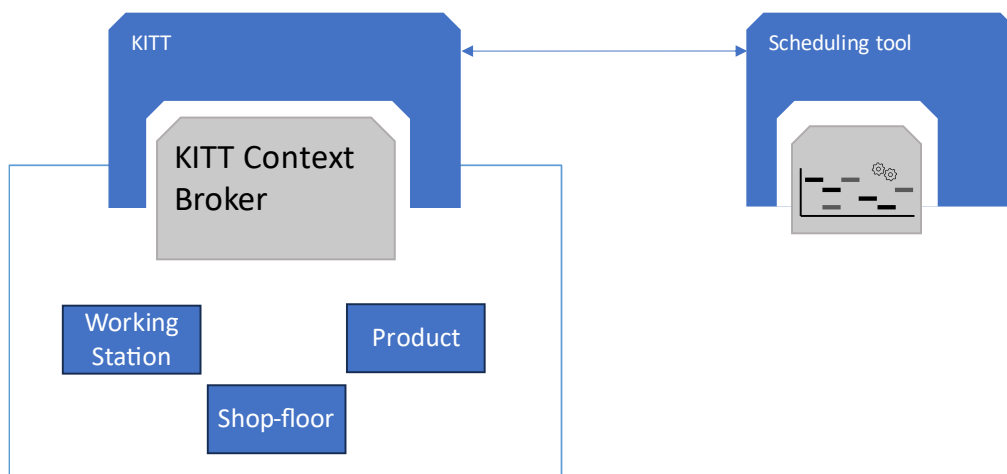 KITT
Scheduling tool
KITT Context
Broker
Working
Station
Product
Shop-floor